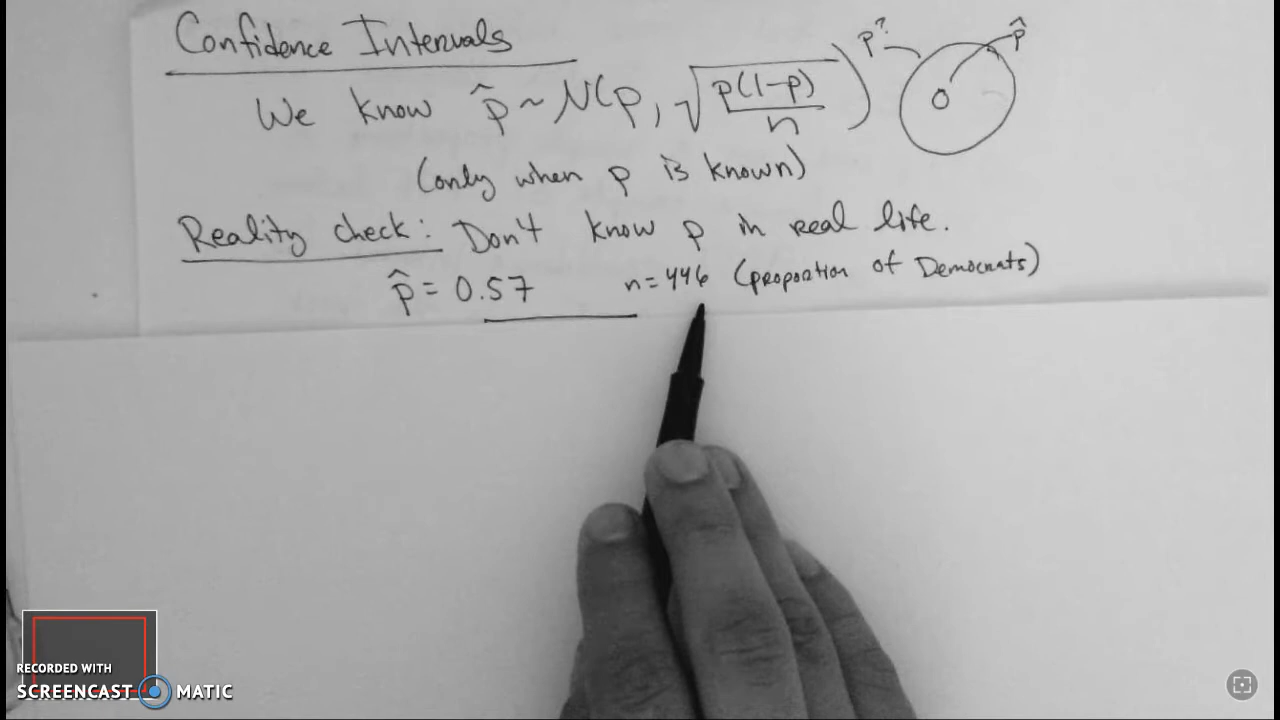 Confidence Intervals
We know p̂ ~ N(p, √(p(1-p)/n)) p? p̂
(only when p is known)
Reality check: Don't know p in real life.
p̂ = 0.57 n=446 (proportion of Democrats)
RECORDED WITH
SCREENCAST MATIC